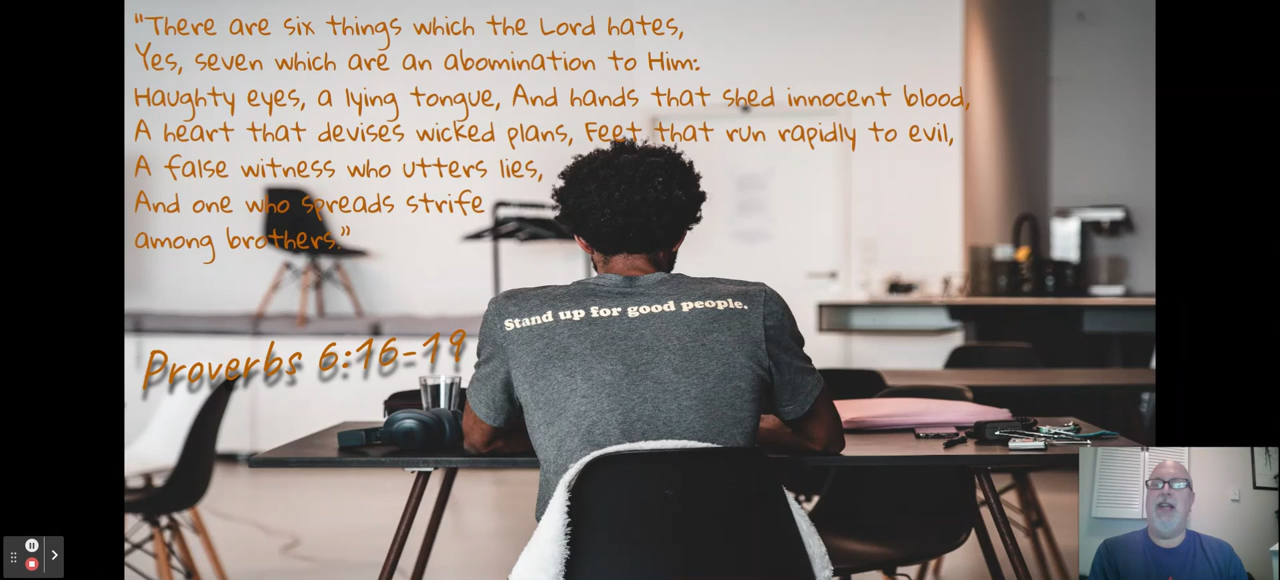 "There are six things which the Lord hates,
Yes, seven which are an abomination to Him:
Haughty eyes, a lying tongue, And hands that shed innocent blood,
A heart that devises wicked plans, Feet that run rapidly to evil,
A false witness who utters lies,
And one who spreads strife
among brothers."
Stand up for good people.
Proverbs 6:16-19